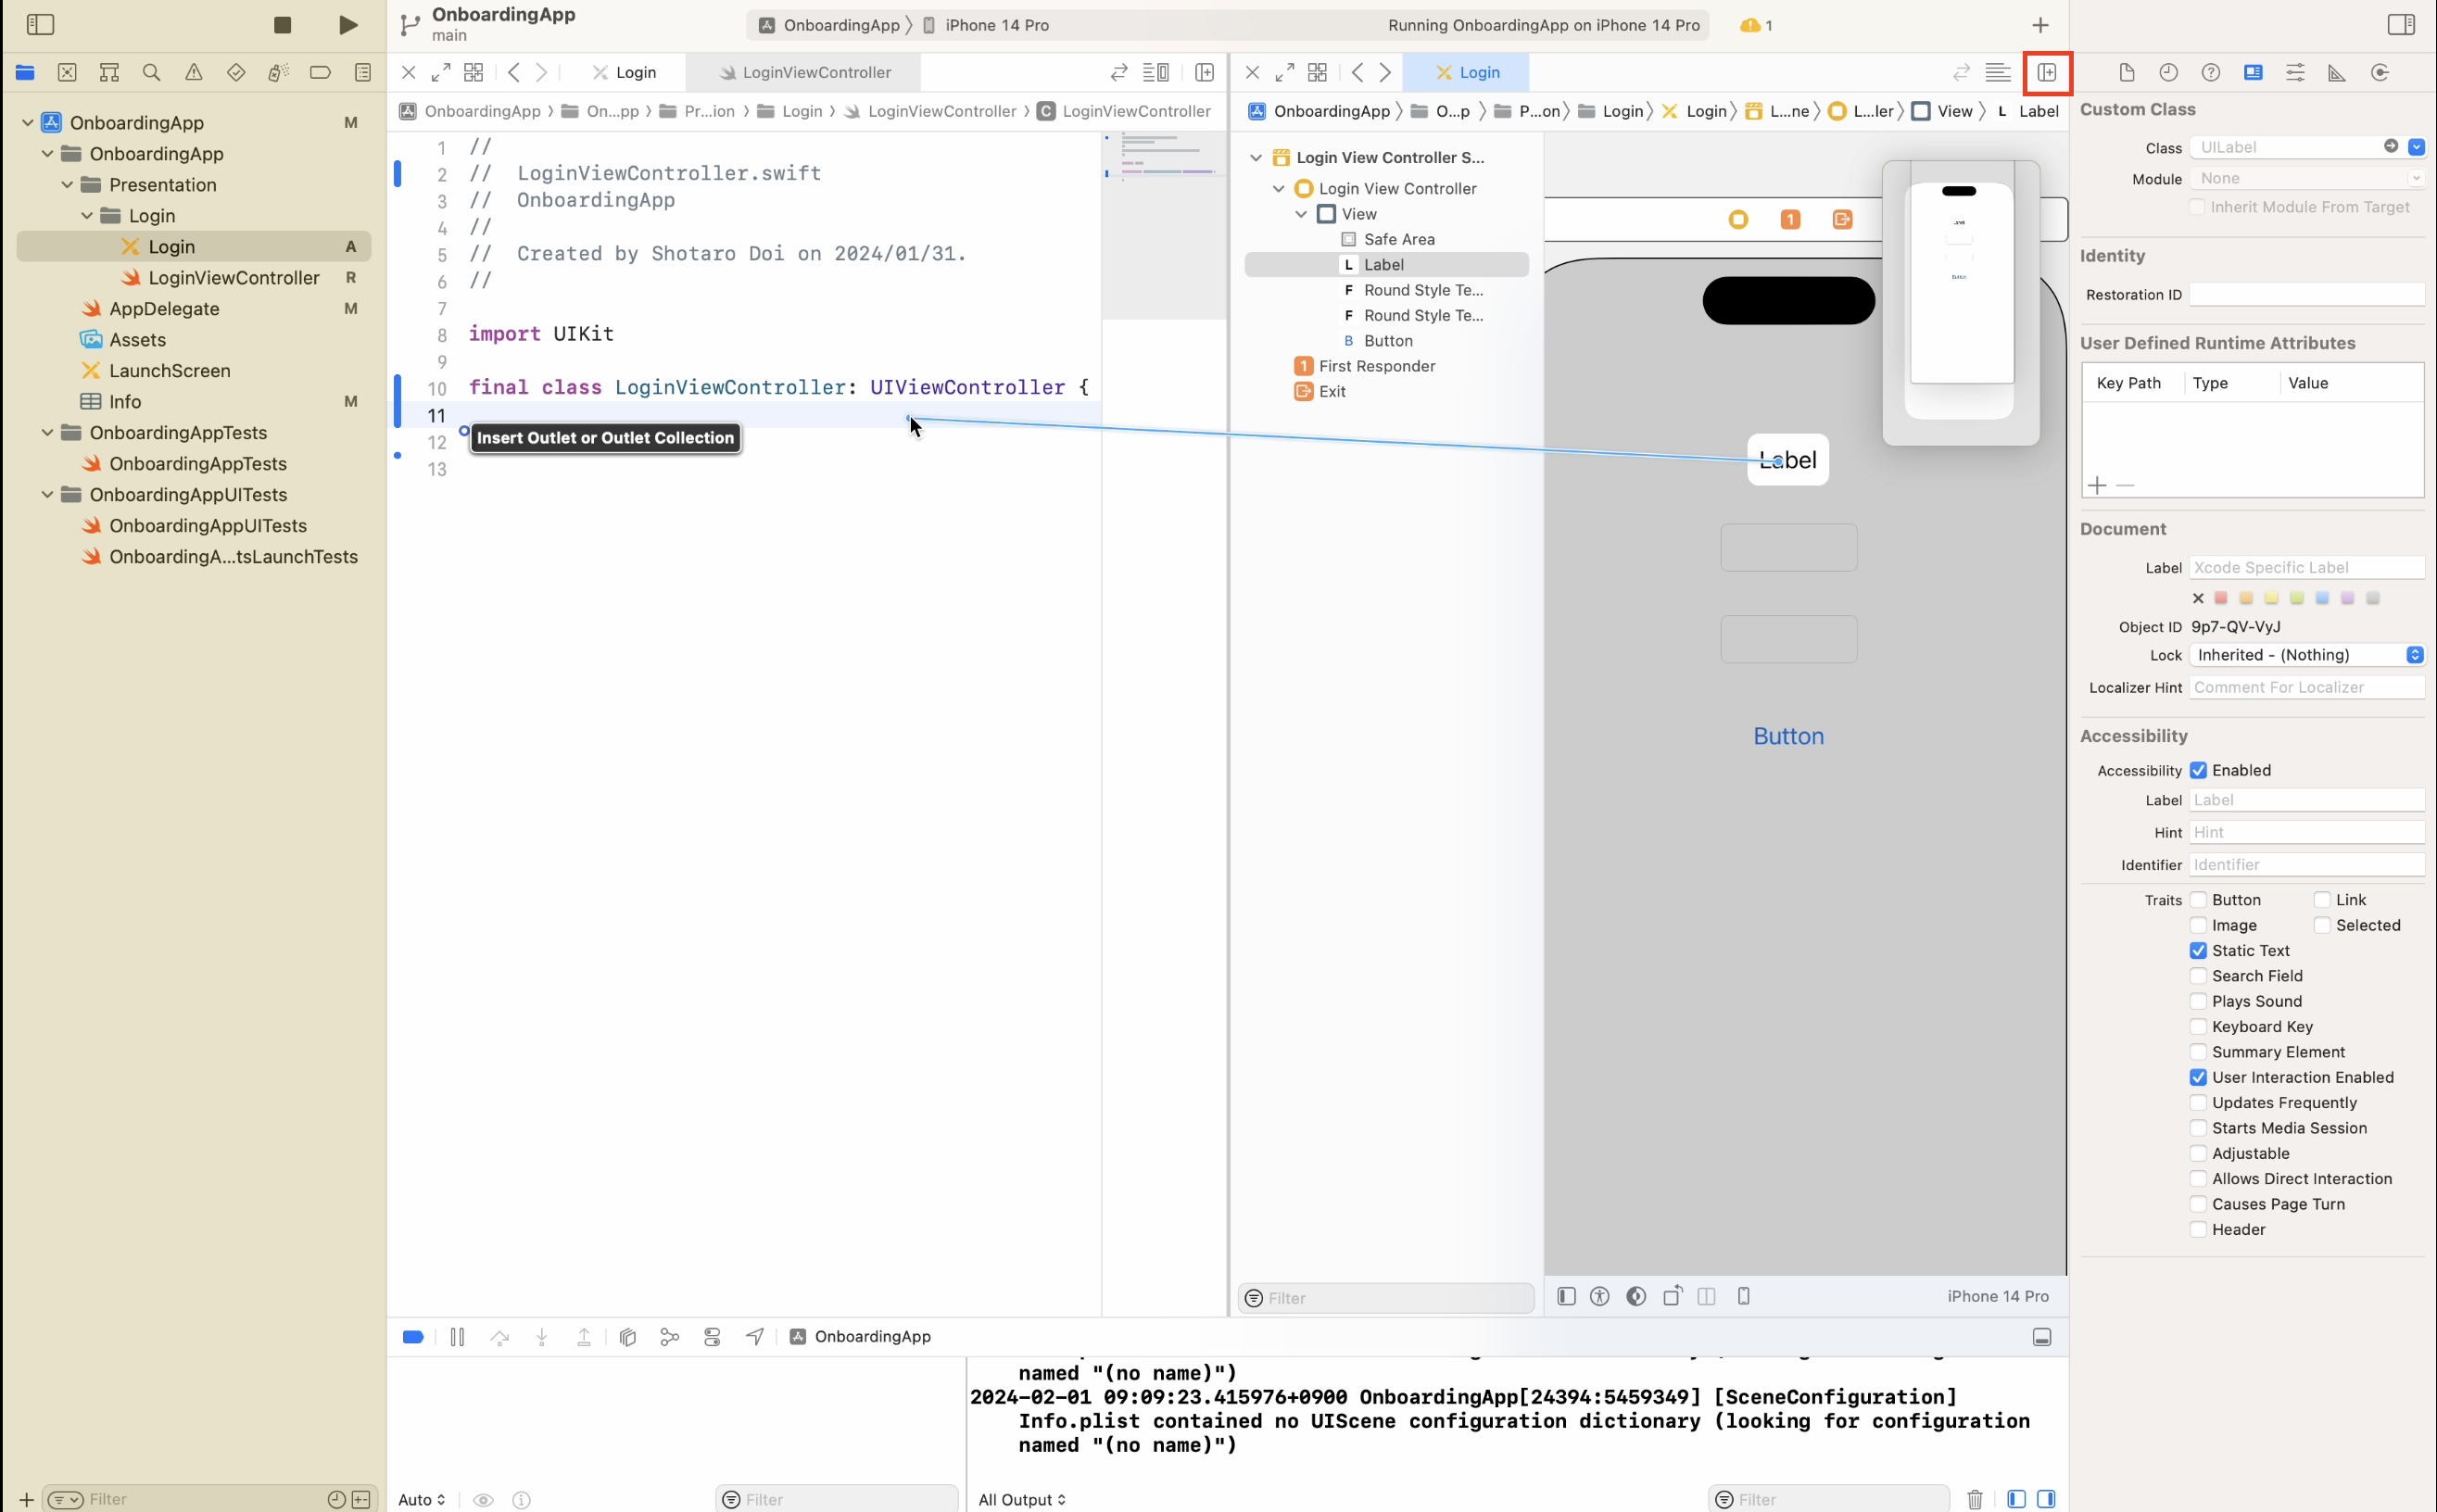 OnboardingApp
main
OnboardingApp 〉 iPhone 14 Pro
Running OnboardingApp on iPhone 14 Pro
1
Login
LoginViewController
Login
OnboardingApp › On...pp › Pr...ion › Login › LoginViewController › C LoginViewController
OnboardingApp 〉 O...p 〉 P...on 〉 Login 〉 Login 〉 L...ne 〉 L...ler 〉 View 〉 L Label
OnboardingApp M
OnboardingApp
Presentation
Login
Login A
LoginViewController R
AppDelegate M
Assets
LaunchScreen
Info M
OnboardingAppTests
OnboardingAppTests
OnboardingAppUITests
OnboardingAppUITests
OnboardingA...tsLaunchTests
Filter
1 //
2 //  LoginViewController.swift
3 //  OnboardingApp
4 //
5 //  Created by Shotaro Doi on 2024/01/31.
6 //
7
8 import UIKit
9
10 final class LoginViewController: UIViewController {
11
12 Insert Outlet or Outlet Collection
13
Login View Controller S...
Login View Controller
View
Safe Area
L Label
F Round Style Te...
F Round Style Te...
B Button
1 First Responder
Exit
Filter
1
Label
Button
Label
Button
iPhone 14 Pro
Custom Class
Class UILabel
Module None
Inherit Module From Target
Identity
Restoration ID
User Defined Runtime Attributes
Key Path Type Value
Document
Label Xcode Specific Label
Object ID 9p7-QV-VyJ
Lock Inherited - (Nothing)
Localizer Hint Comment For Localizer
Accessibility
Accessibility Enabled
Label Label
Hint Hint
Identifier Identifier
Traits Button Link
Image Selected
Static Text
Search Field
Plays Sound
Keyboard Key
Summary Element
User Interaction Enabled
Updates Frequently
Starts Media Session
Adjustable
Allows Direct Interaction
Causes Page Turn
Header
OnboardingApp
named "(no name)")
2024-02-01 09:09:23.415976+0900 OnboardingApp[24394:5459349] [SceneConfiguration]
Info.plist contained no UIScene configuration dictionary (looking for configuration
named "(no name)")
Auto
Filter
All Output
Filter